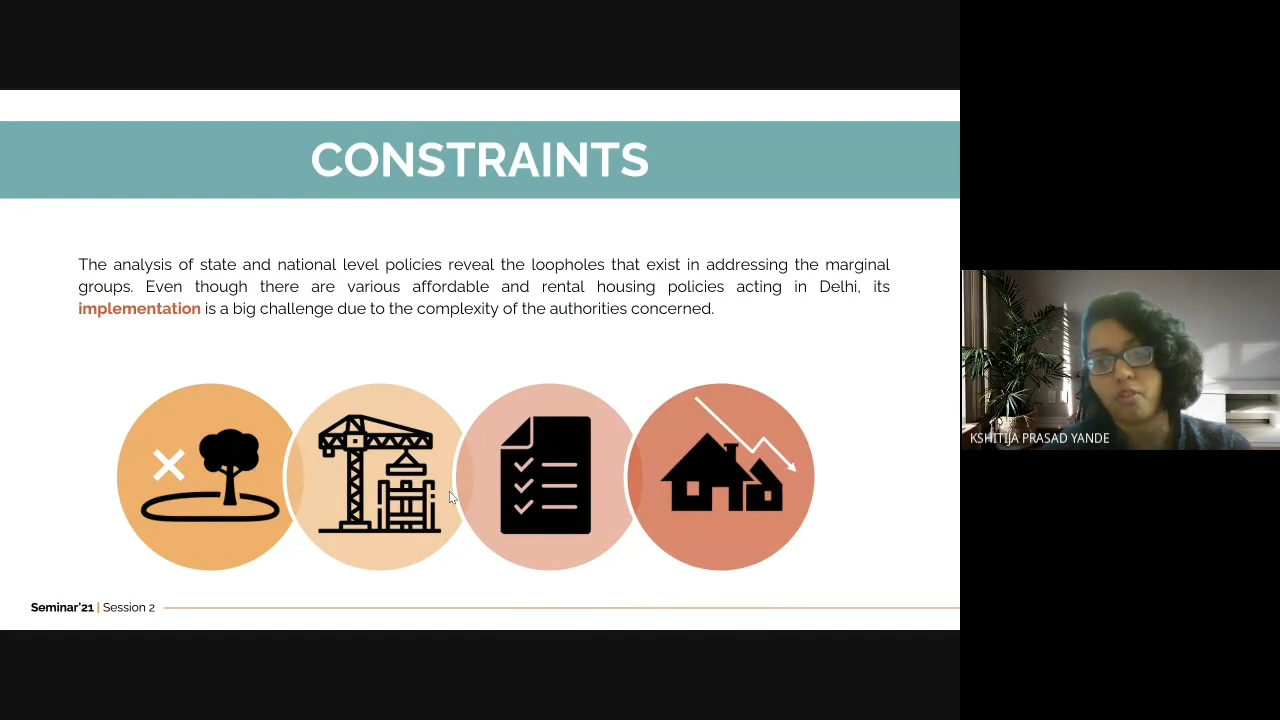 CONSTRAINTS
The analysis of state and national level policies reveal the loopholes that exist in addressing the marginal
groups. Even though there are various affordable and rental housing policies acting in Delhi, its
implementation is a big challenge due to the complexity of the authorities concerned.
Seminar'21 | Session 2
KSHITIJA PRASAD YANDE